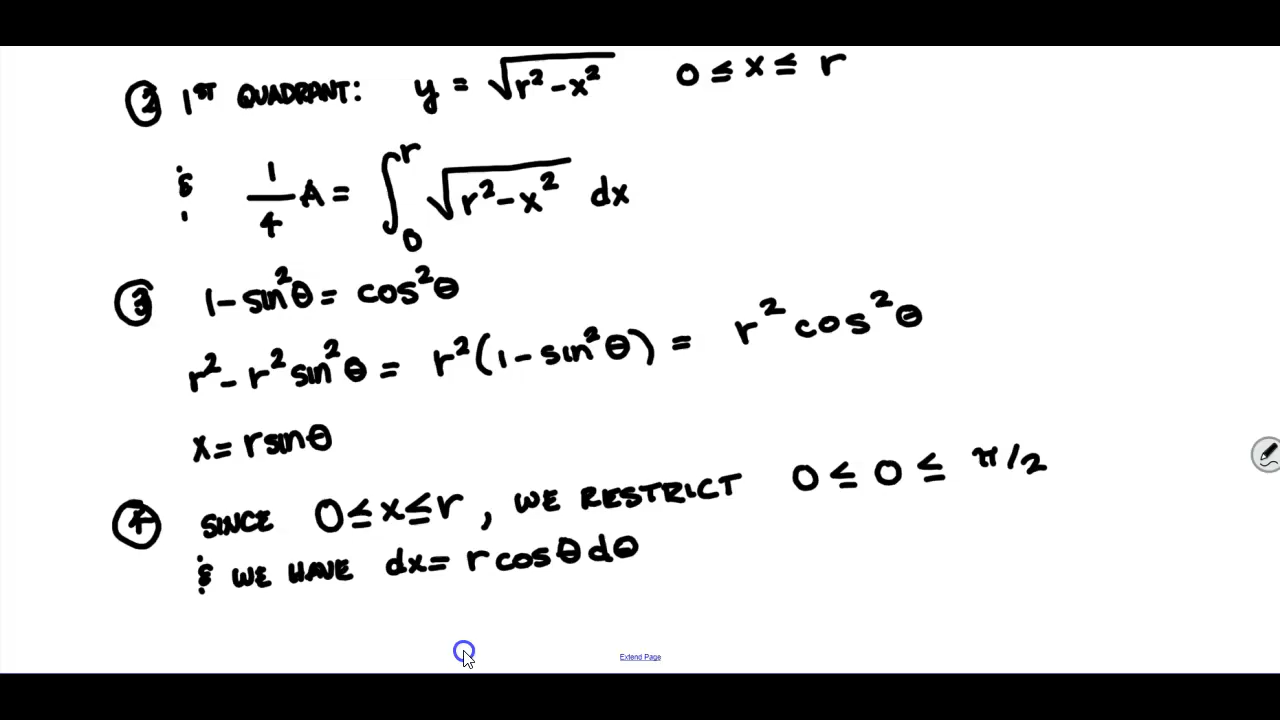 ② 1ST QUADRANT: y = √(r² - x²) 0 ≤ x ≤ r
& 1/4 A = ∫₀ʳ √(r² - x²) dx
③ 1 - sin²θ = cos²θ
r² - r² sin²θ = r²(1 - sin²θ) = r² cos²θ
x = r sinθ
④ SINCE 0 ≤ x ≤ r, WE RESTRICT 0 ≤ 0 ≤ π/2
& WE HAVE dx = r cosθ dθ
Extend Page